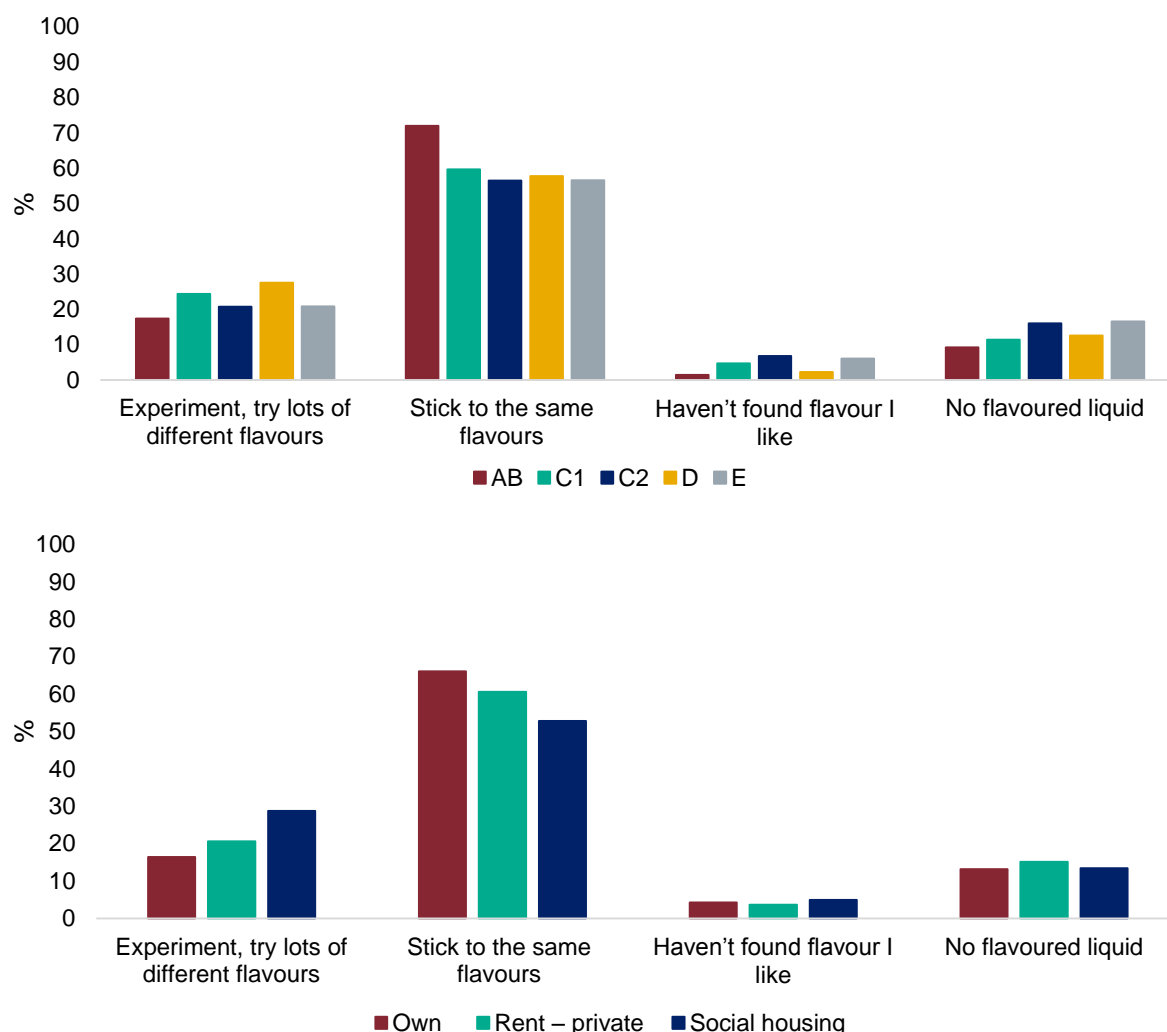 100
90
80
70
60
50
40
30
20
10
0
%
Experiment, try lots of
different flavours
Stick to the same
flavours
Haven't found flavour I
like
No flavoured liquid
AB C1 C2 D E
100
90
80
70
60
50
40
30
20
10
0
%
Experiment, try lots of
different flavours
Stick to the same
flavours
Haven't found flavour I
like
No flavoured liquid
Own Rent – private Social housing